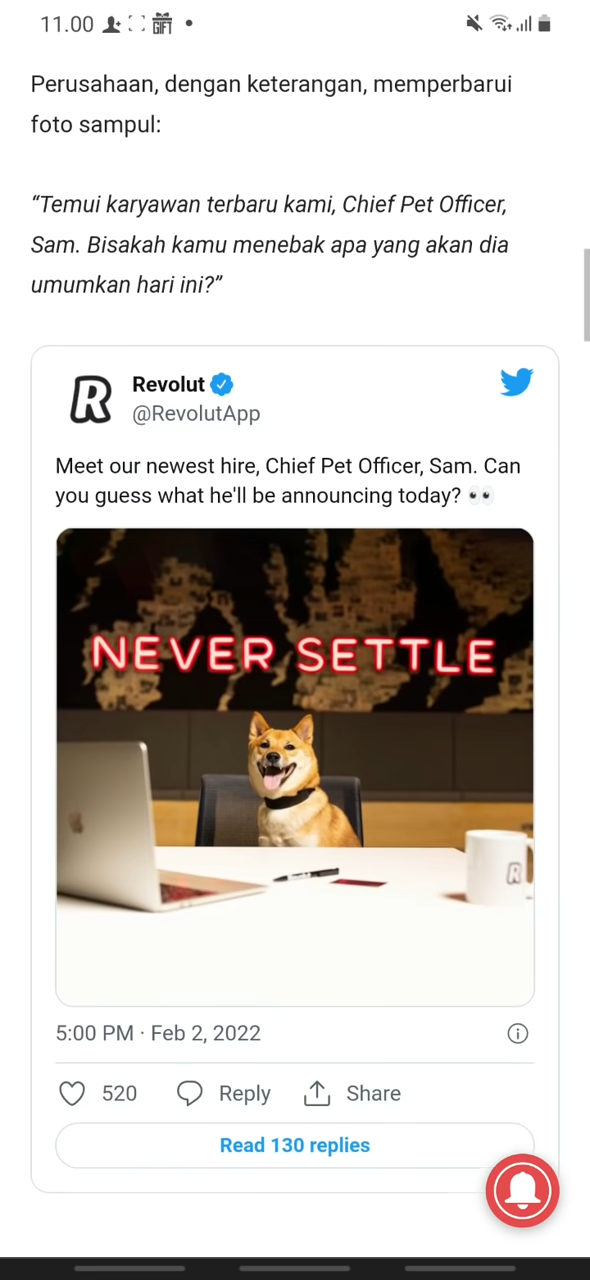 11.00 GIFT
Perusahaan, dengan keterangan, memperbarui
foto sampul:
“Temui karyawan terbaru kami, Chief Pet Officer,
Sam. Bisakah kamu menebak apa yang akan dia
umumkan hari ini?”
R Revolut
@RevolutApp
Meet our newest hire, Chief Pet Officer, Sam. Can
you guess what he'll be announcing today? 👀
NEVER SETTLE
R
5:00 PM · Feb 2, 2022
520 Reply Share
Read 130 replies